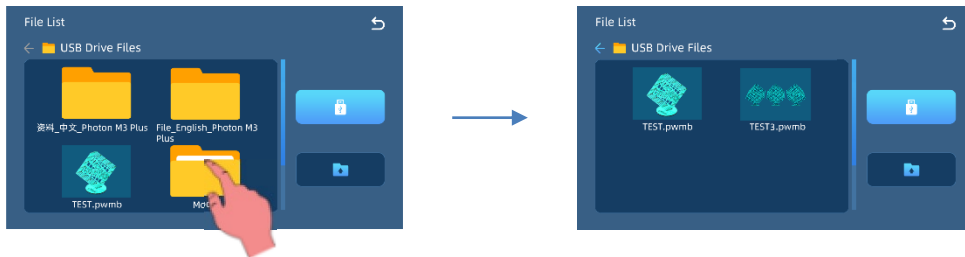 File List
USB Drive Files
资料_中文_Photon M3 Plus
File_English_Photon M3
Plus
TEST.pwmb
File List
USB Drive Files
TEST.pwmb
TEST3.pwmb